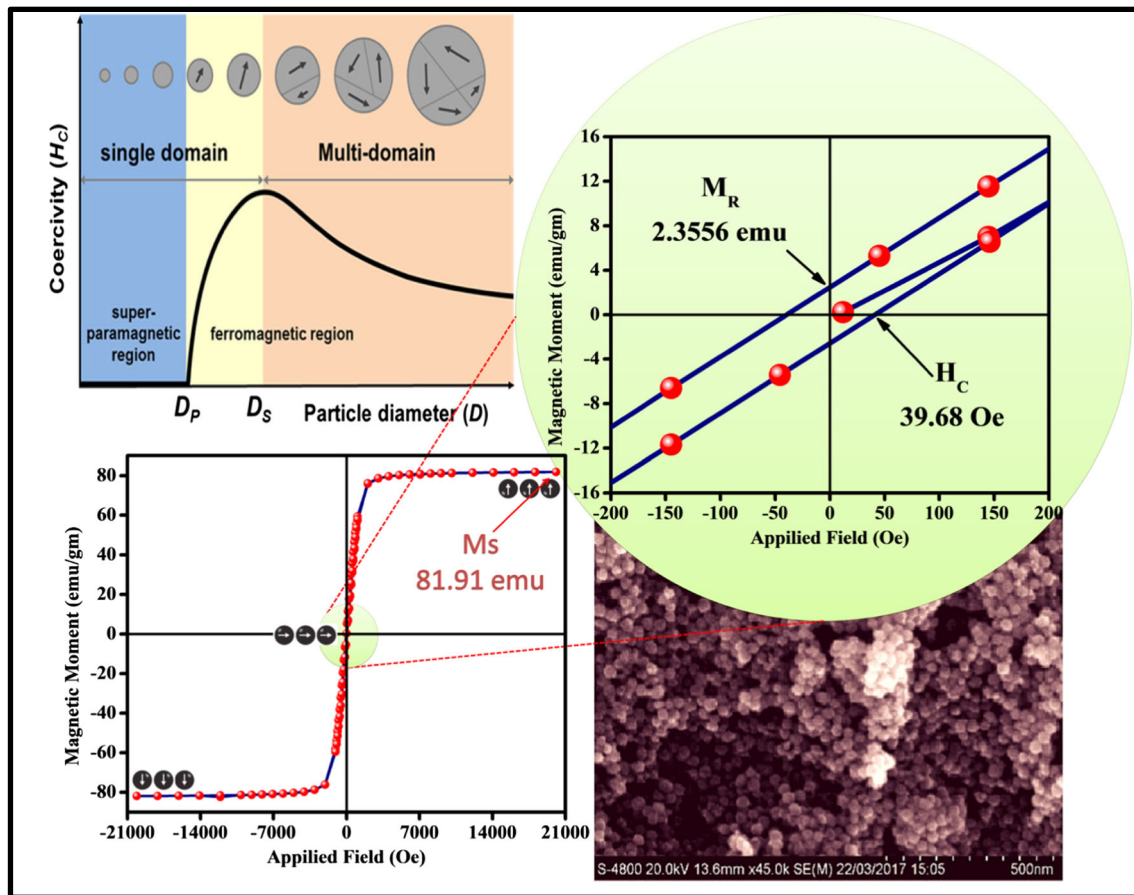 Coercivity (HC)
single domain
Multi-domain
super-
paramagnetic
region
ferromagnetic region
DP
DS
Particle diameter (D)
Magnetic Moment (emu/gm)
16
12
8
4
0
-4
-8
-12
-16
MR
2.3556 emu
HC
39.68 Oe
-200 -150 -100 -50 0 50 100 150 200
Appilied Field (Oe)
Magnetic Moment (emu/gm)
80
60
40
20
0
-20
-40
-60
-80
Ms
81.91 emu
-21000 -14000 -7000 0 7000 14000 21000
Appilied Field (Oe)
S-4800 20.0kV 13.6mm x45.0k SE(M) 22/03/2017 15:05 500nm